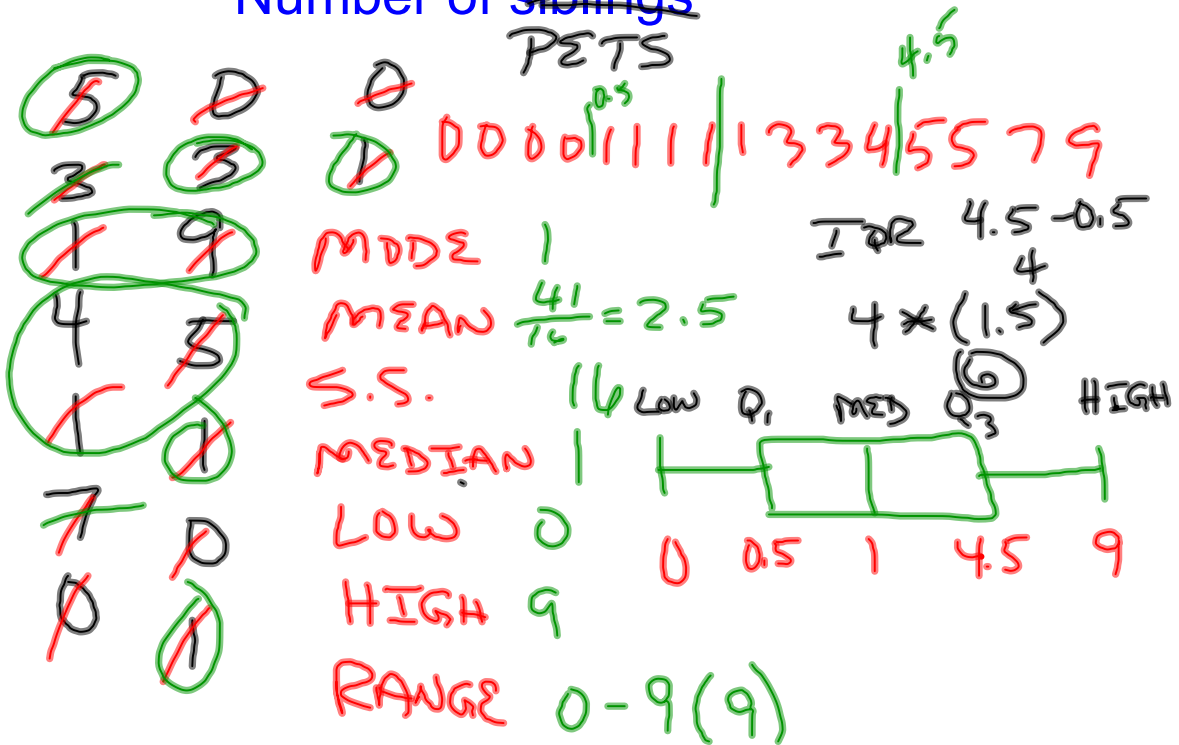 Number of siblings
PETS
5 0 0
3 3 1
1 9
4 5
1 1
7 0
0 1
0.5 4.5
0 0 0 0 1 1 1 1 1 3 3 4 5 5 7 9
MODE 1
MEAN 41/16 = 2.5
S.S. 16
MEDIAN 1
LOW 0
HIGH 9
RANGE 0-9(9)
IQR 4.5-0.5
4
4*(1.5)
6
LOW Q1 MED Q3 HIGH
0 0.5 1 4.5 9